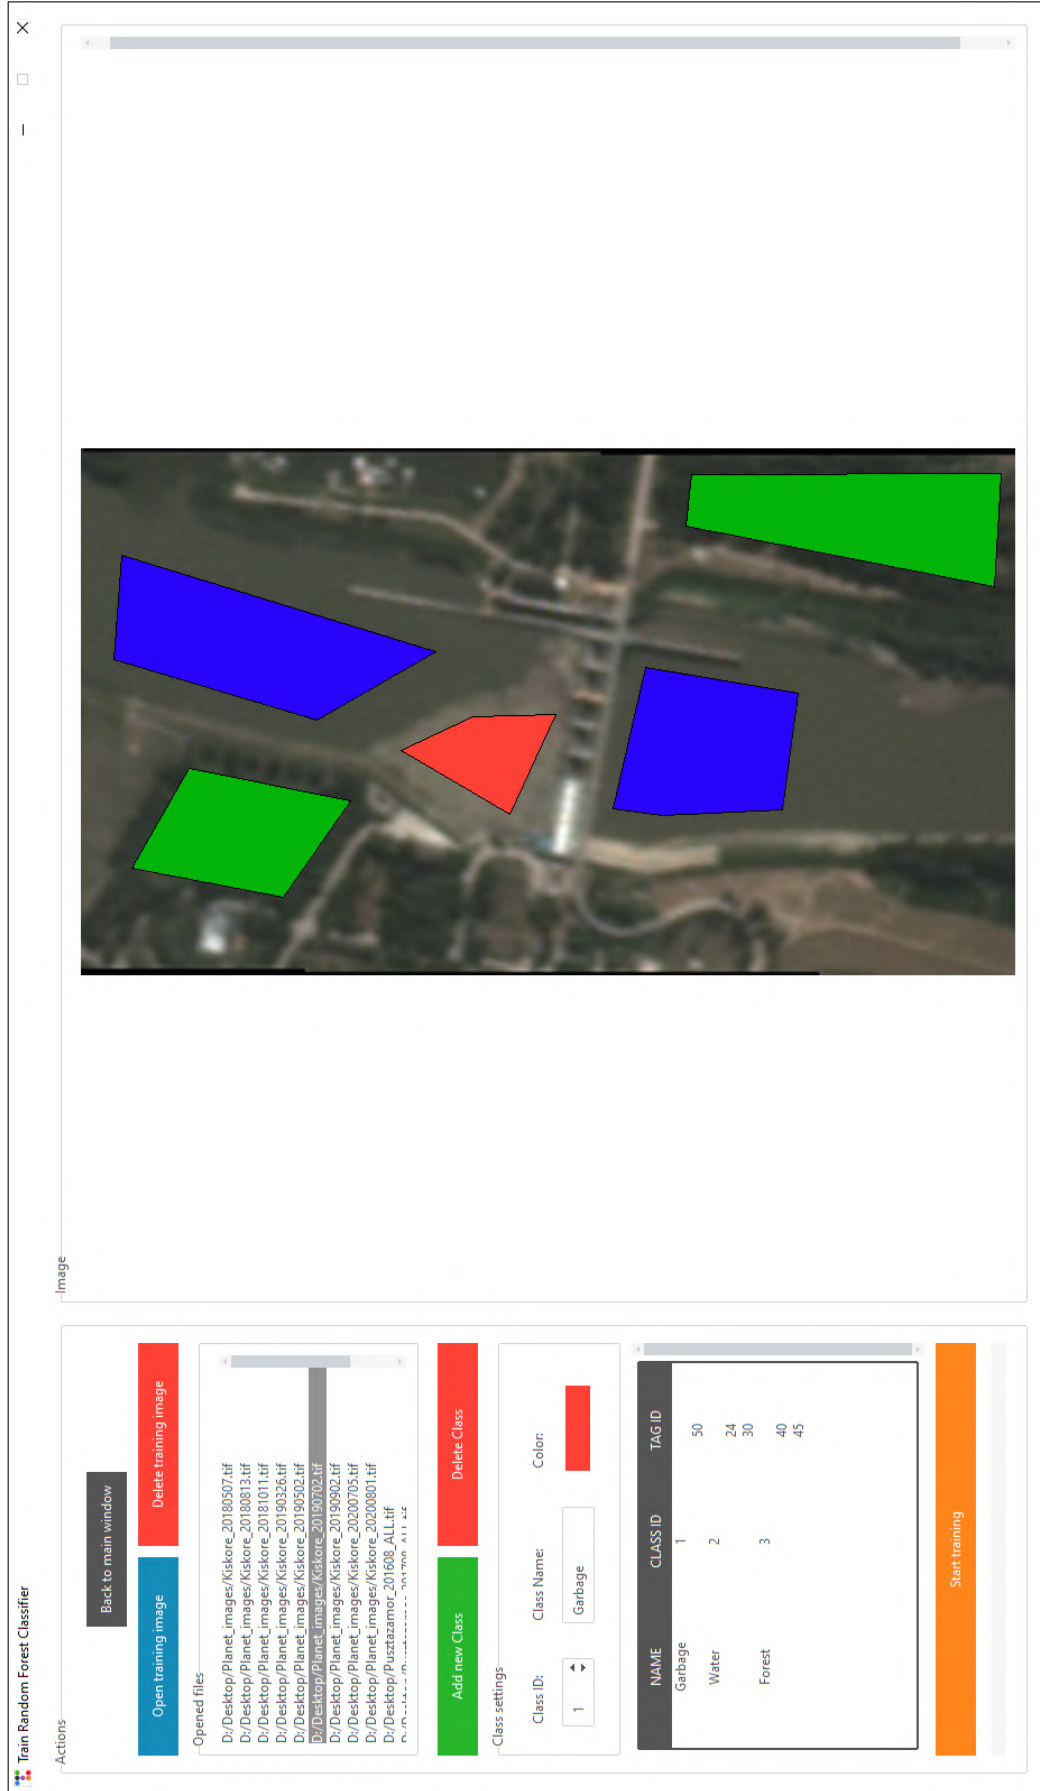 Train Random Forest Classifier
Actions
Back to main window
Open training image
Delete training image
Opened files
D:/Desktop/Planet_images/Kiskore_20180507.tif
D:/Desktop/Planet_images/Kiskore_20180813.tif
D:/Desktop/Planet_images/Kiskore_20181011.tif
D:/Desktop/Planet_images/Kiskore_20190326.tif
D:/Desktop/Planet_images/Kiskore_20190502.tif
D:/Desktop/Planet_images/Kiskore_20190702.tif
D:/Desktop/Planet_images/Kiskore_20190902.tif
D:/Desktop/Planet_images/Kiskore_20200705.tif
D:/Desktop/Planet_images/Kiskore_20200801.tif
D:/Desktop/Pusztazamor_201608_ALL.tif
Add new Class
Delete Class
Class settings
Class ID:
Class Name:
Color:
1
Garbage
NAME CLASS ID TAG ID
Garbage 1
50
Water 2
24
30
Forest 3
40
45
Start training
Image